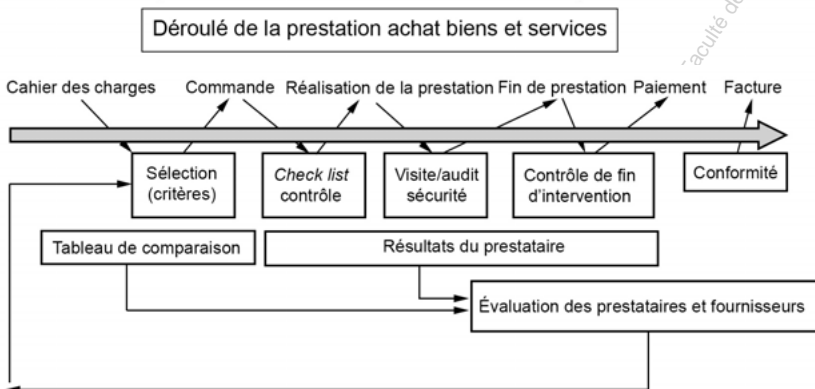 Déroulé de la prestation achat biens et services
Faculté de
Cahier des charges
Commande
Réalisation de la prestation
Fin de prestation
Paiement
Facture
Sélection
(critères)
Check list
contrôle
Visite/audit
sécurité
Contrôle de fin
d'intervention
Conformité
Tableau de comparaison
Résultats du prestataire
Évaluation des prestataires et fournisseurs